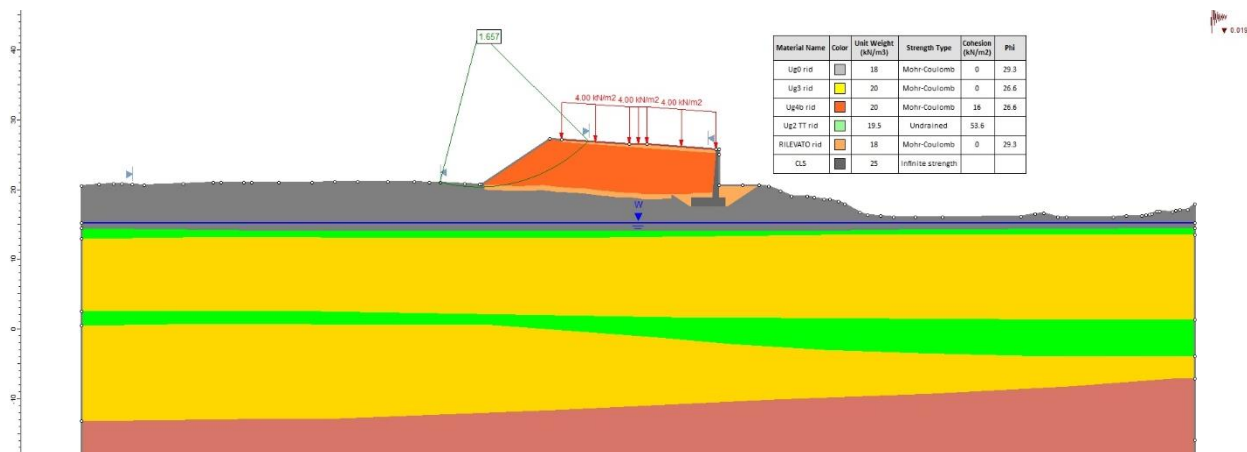 40
30
20
10
0
-10
1.657
4.00 kN/m2 4.00 kN/m2 4.00 kN/m2
W
0.019
Material Name Color Unit Weight (kN/m3) Strength Type Cohesion (kN/m2) Phi
Ug0 rid 18 Mohr-Coulomb 0 29.3
Ug3 rid 20 Mohr-Coulomb 0 26.6
Ug4b rid 20 Mohr-Coulomb 16 26.6
Ug2 TT rid 19.5 Undrained 53.6
RILEVATO rid 18 Mohr-Coulomb 0 29.3
CLS 25 Infinite strength